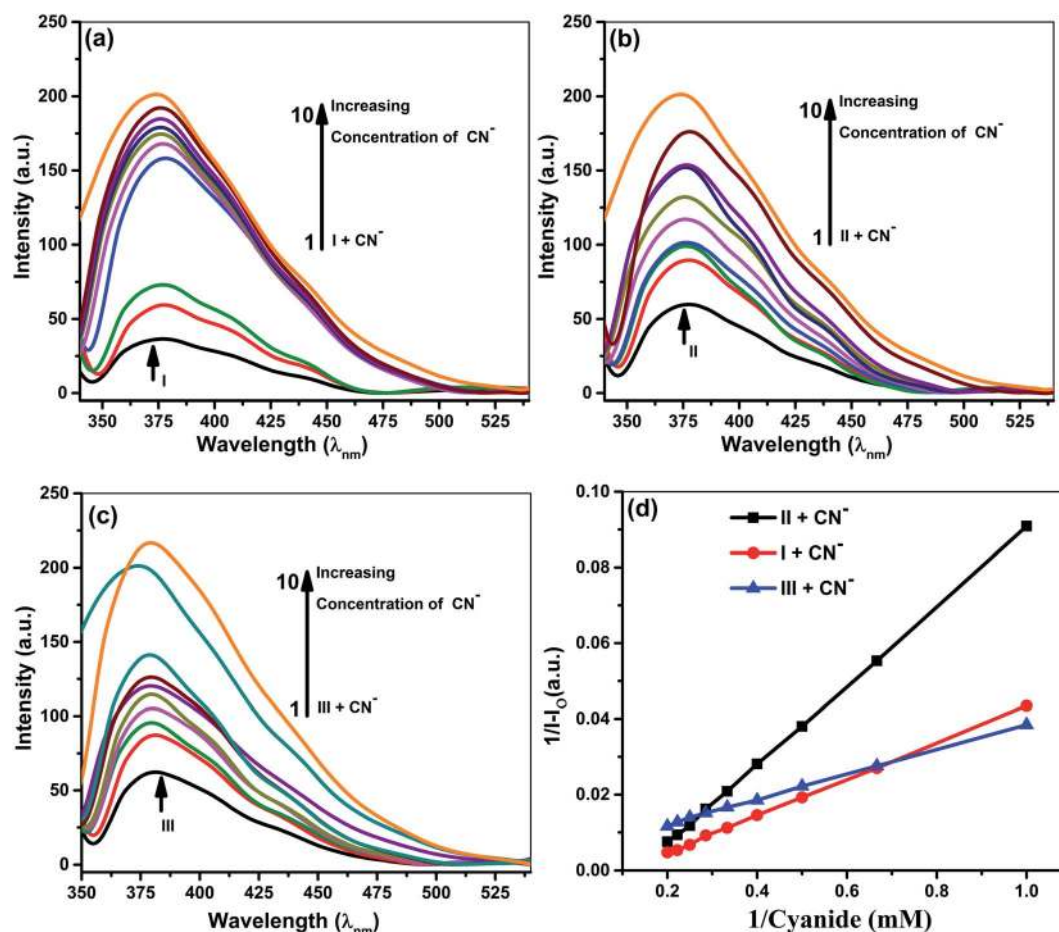 (a)
250
200
150
100
50
0
Intensity (a.u.)
10 Increasing
Concentration of CN⁻
1 I + CN⁻
I
350 375 400 425 450 475 500 525
Wavelength (λnm)
(b)
250
200
150
100
50
0
Intensity (a.u.)
10 Increasing
Concentration of CN⁻
1 II + CN⁻
II
350 375 400 425 450 475 500 525
Wavelength (λnm)
(c)
250
200
150
100
50
0
Intensity (a.u.)
10 Increasing
Concentration of CN⁻
1 III + CN⁻
III
350 375 400 425 450 475 500 525
Wavelength (λnm)
(d)
0.10
0.08
0.06
0.04
0.02
0.00
1/I-I₀(a.u.)
II + CN⁻
I + CN⁻
III + CN⁻
0.2 0.4 0.6 0.8 1.0
1/Cyanide (mM)